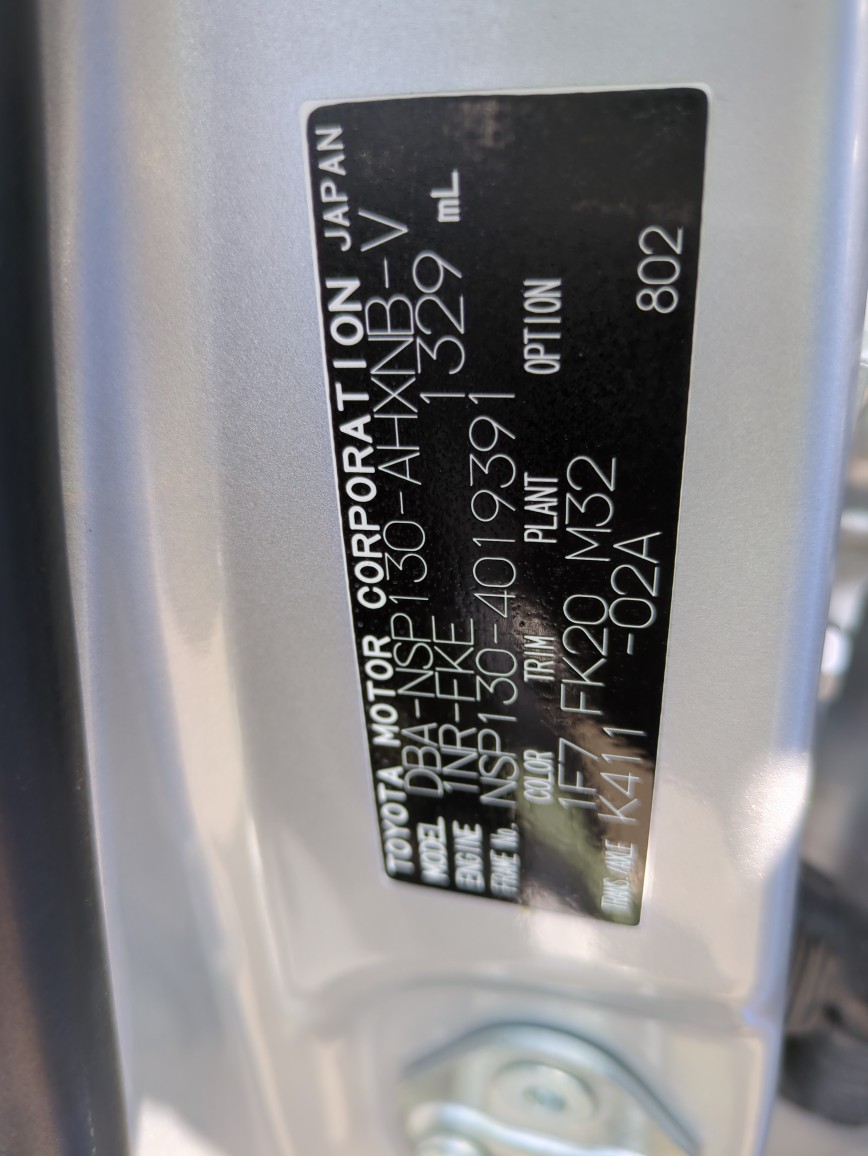 TOYOTA MOTOR CORPORATION JAPAN
MODEL DBA-NSP130-AHXNB-V
ENGINE 1NR-FKE 1329 mL
FRAME No. NSP130-4019391
COLOR TRIM PLANT OPTION
1F7 FK20 M32
TRANS/AXLE K411 -02A 802